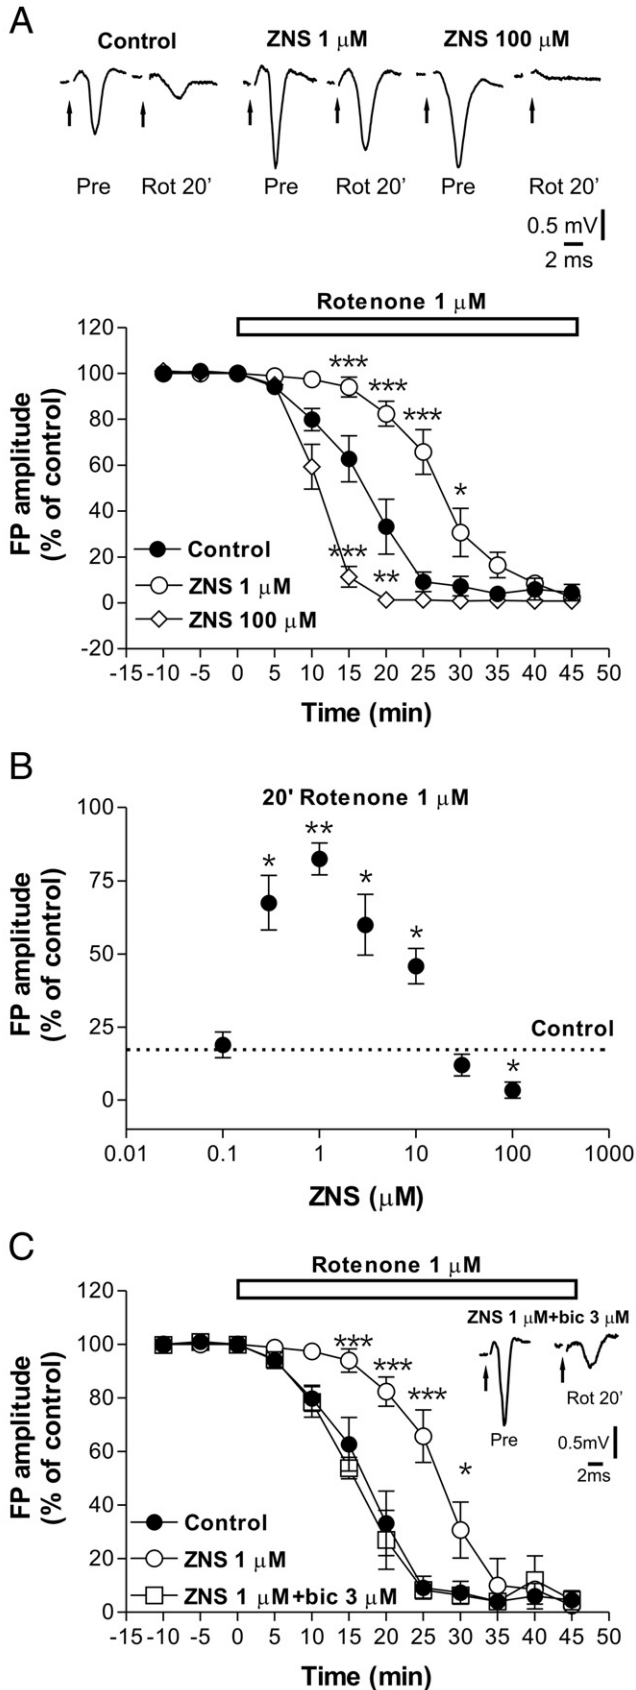 A
Control ZNS 1 μM ZNS 100 μM
Pre Rot 20' Pre Rot 20' Pre Rot 20'
0.5 mV
2 ms
Rotenone 1 μM
120
100
80
60
40
20
0
-20
FP amplitude
(% of control)
*** *** *** *
*** **
Control
ZNS 1 μM
ZNS 100 μM
-15 -10 -5 0 5 10 15 20 25 30 35 40 45 50
Time (min)
B
20' Rotenone 1 μM
100
75
50
25
0
FP amplitude
(% of control)
* ** * * *
Control
0.01 0.1 1 10 100 1000
ZNS (μM)
C
Rotenone 1 μM
120
100
80
60
40
20
0
FP amplitude
(% of control)
*** *** *** *
ZNS 1 μM+bic 3 μM
Pre Rot 20'
0.5mV
2ms
Control
ZNS 1 μM
ZNS 1 μM+bic 3 μM
-15 -10 -5 0 5 10 15 20 25 30 35 40 45 50
Time (min)